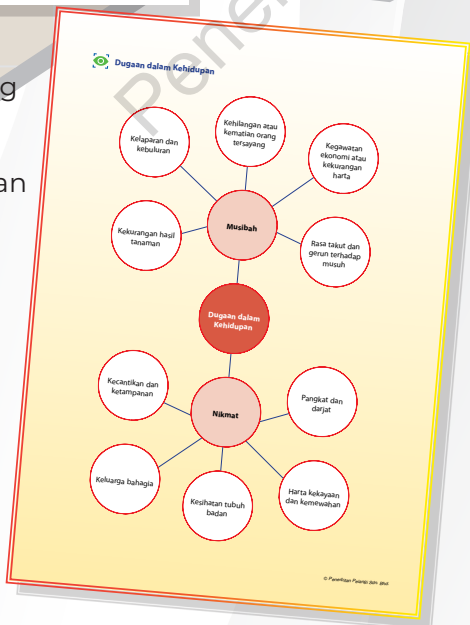 g
an
Pener
Dugaan dalam Kehidupan
Kelaparan dan
kebuluran
Kehilangan atau
kematian orang
tersayang
Kegawatan
ekonomi atau
kekurangan
harta
Kekurangan hasil
tanaman
Musibah
Rasa takut dan
gerun terhadap
musuh
Dugaan dalam
Kehidupan
Kecantikan dan
ketampanan
Nikmat
Pangkat dan
darjat
Keluarga bahagia
Kesihatan tubuh
badan
Harta kekayaan
dan kemewahan
© Penerbitan Pelangi Sdn. Bhd.